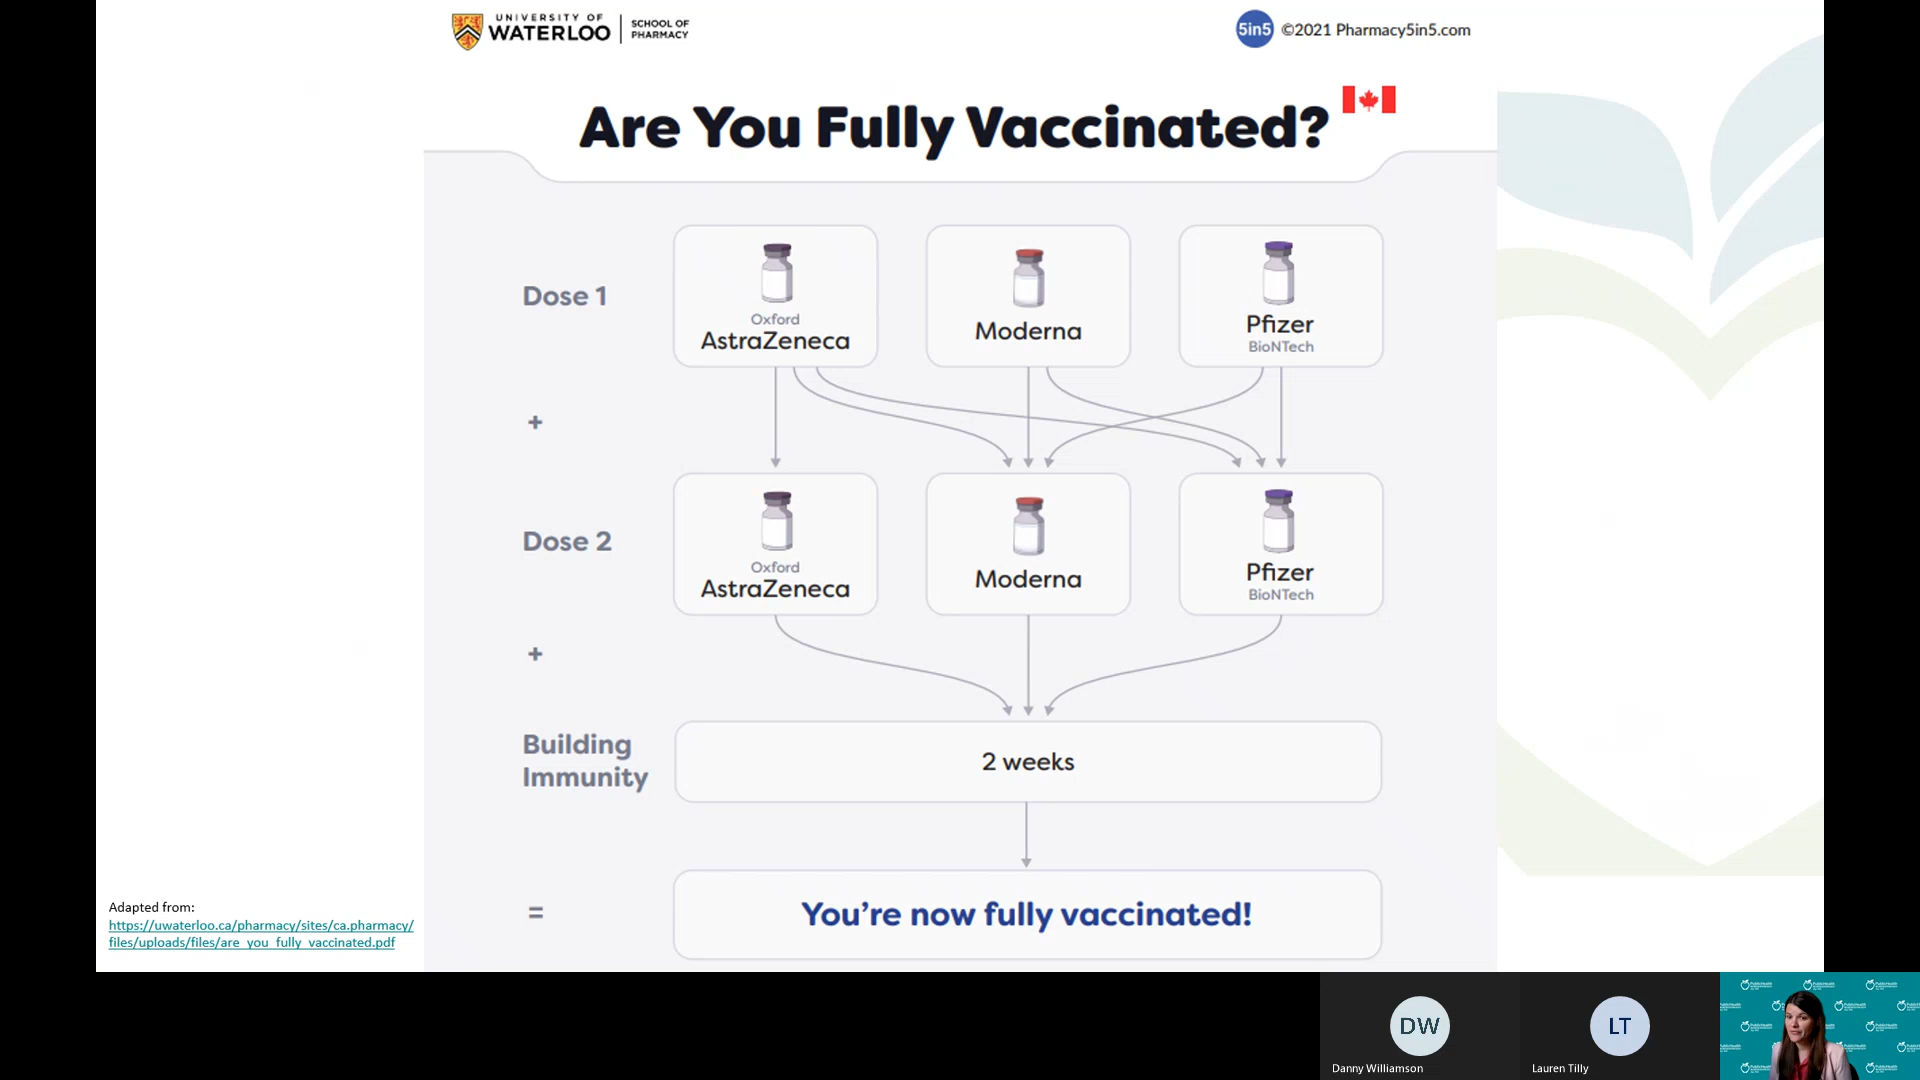 UNIVERSITY OF
WATERLOO
SCHOOL OF
PHARMACY
5in5 ©2021 Pharmacy5in5.com
Are You Fully Vaccinated?
Dose 1
Oxford
AstraZeneca
Moderna
Pfizer
BioNTech
+
Dose 2
Oxford
AstraZeneca
Moderna
Pfizer
BioNTech
+
Building
Immunity
2 weeks
=
You're now fully vaccinated!
Adapted from:
https://uwaterloo.ca/pharmacy/sites/ca.pharmacy/
files/uploads/files/are_you_fully_vaccinated.pdf
DW
Danny Williamson
LT
Lauren Tilly